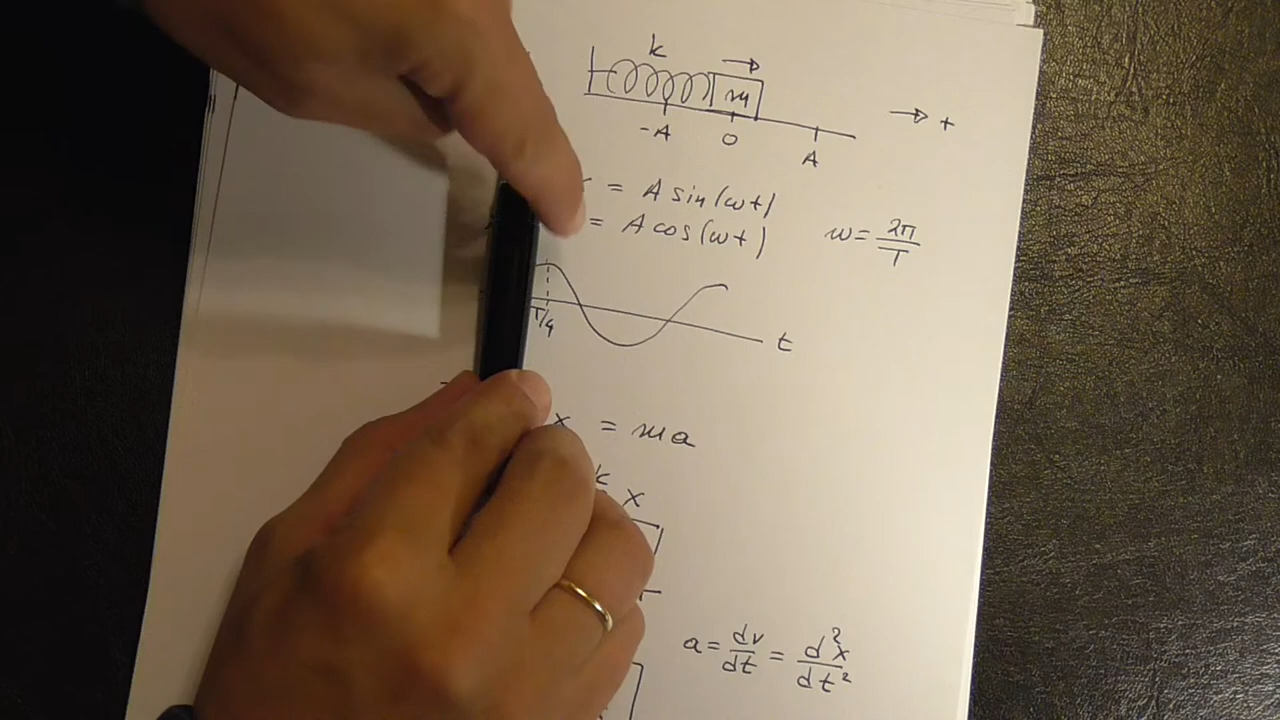 k
m
-A 0 A
+
= A sin(ωt)
= A cos(ωt) ω = 2π/T
T/4
t
x = ma
k x
a = dv/dt = d²x/dt²